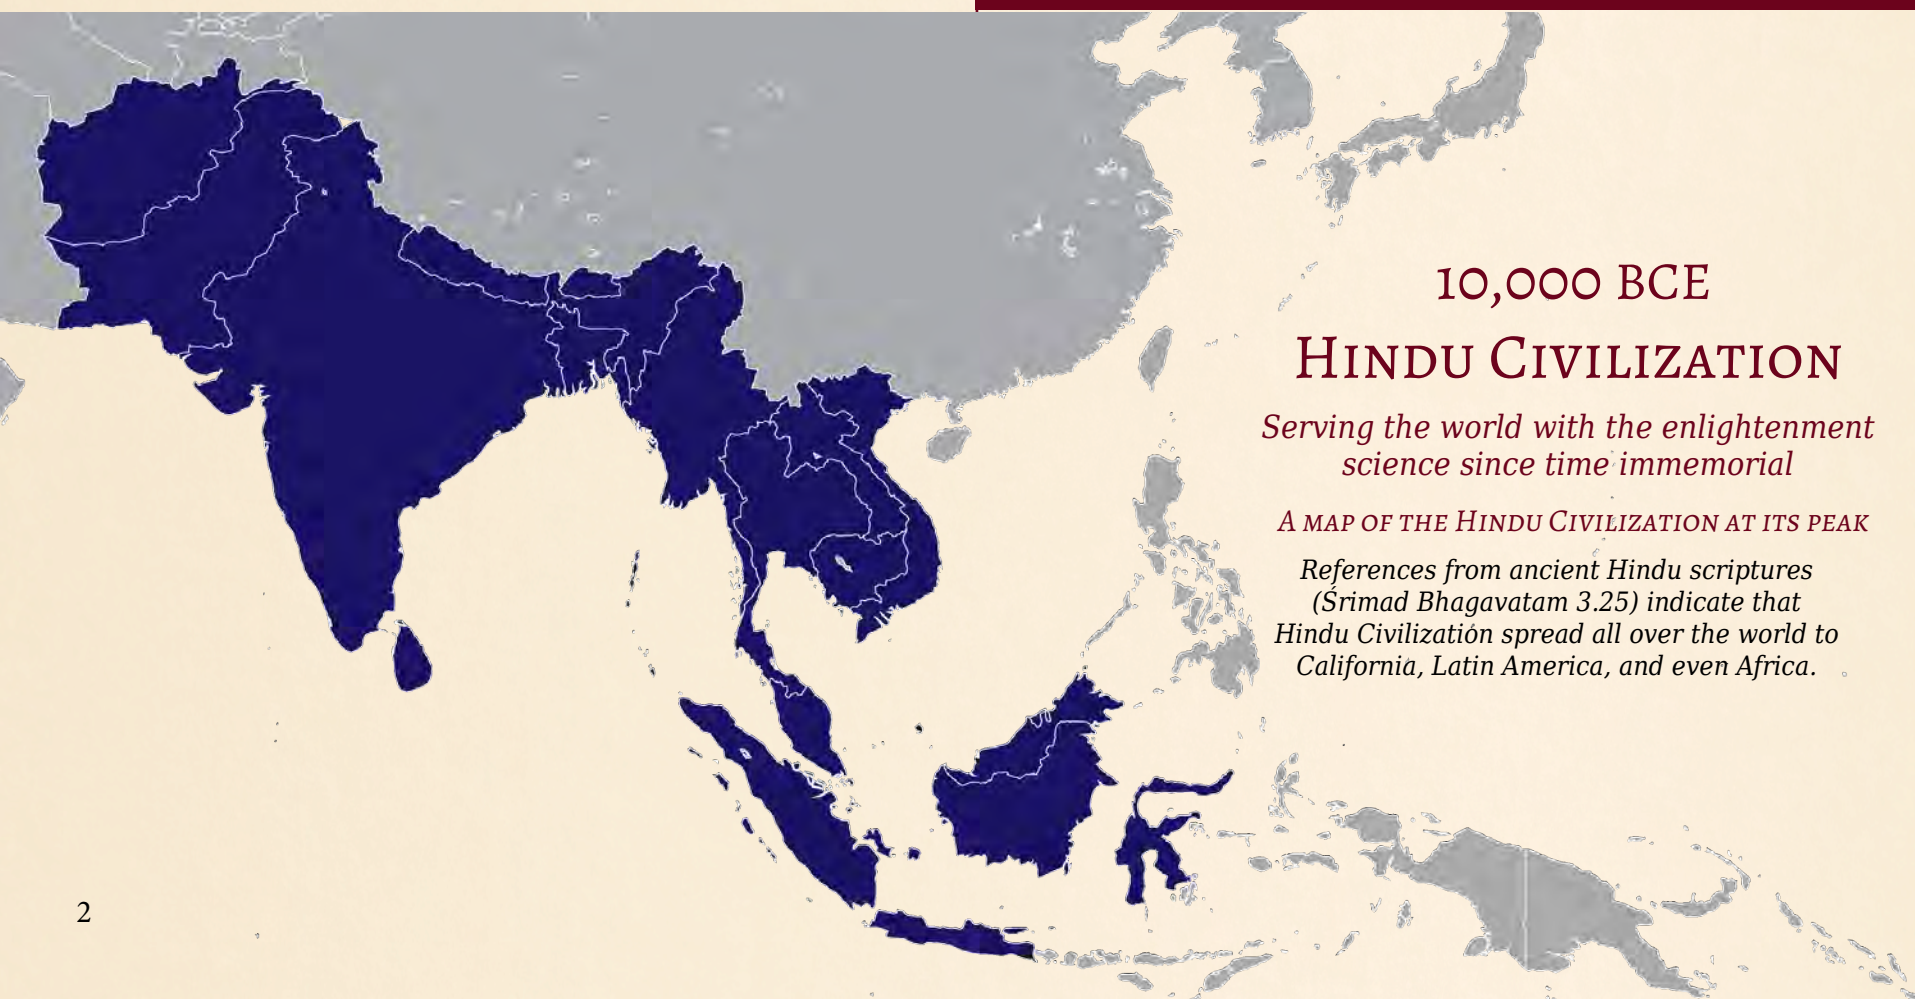 10,000 BCE
Hindu Civilization
Serving the world with the enlightenment
science since time immemorial
A map of the Hindu Civilization at its peak
References from ancient Hindu scriptures
(Śrimad Bhagavatam 3.25) indicate that
Hindu Civilization spread all over the world to
California, Latin America, and even Africa.
2